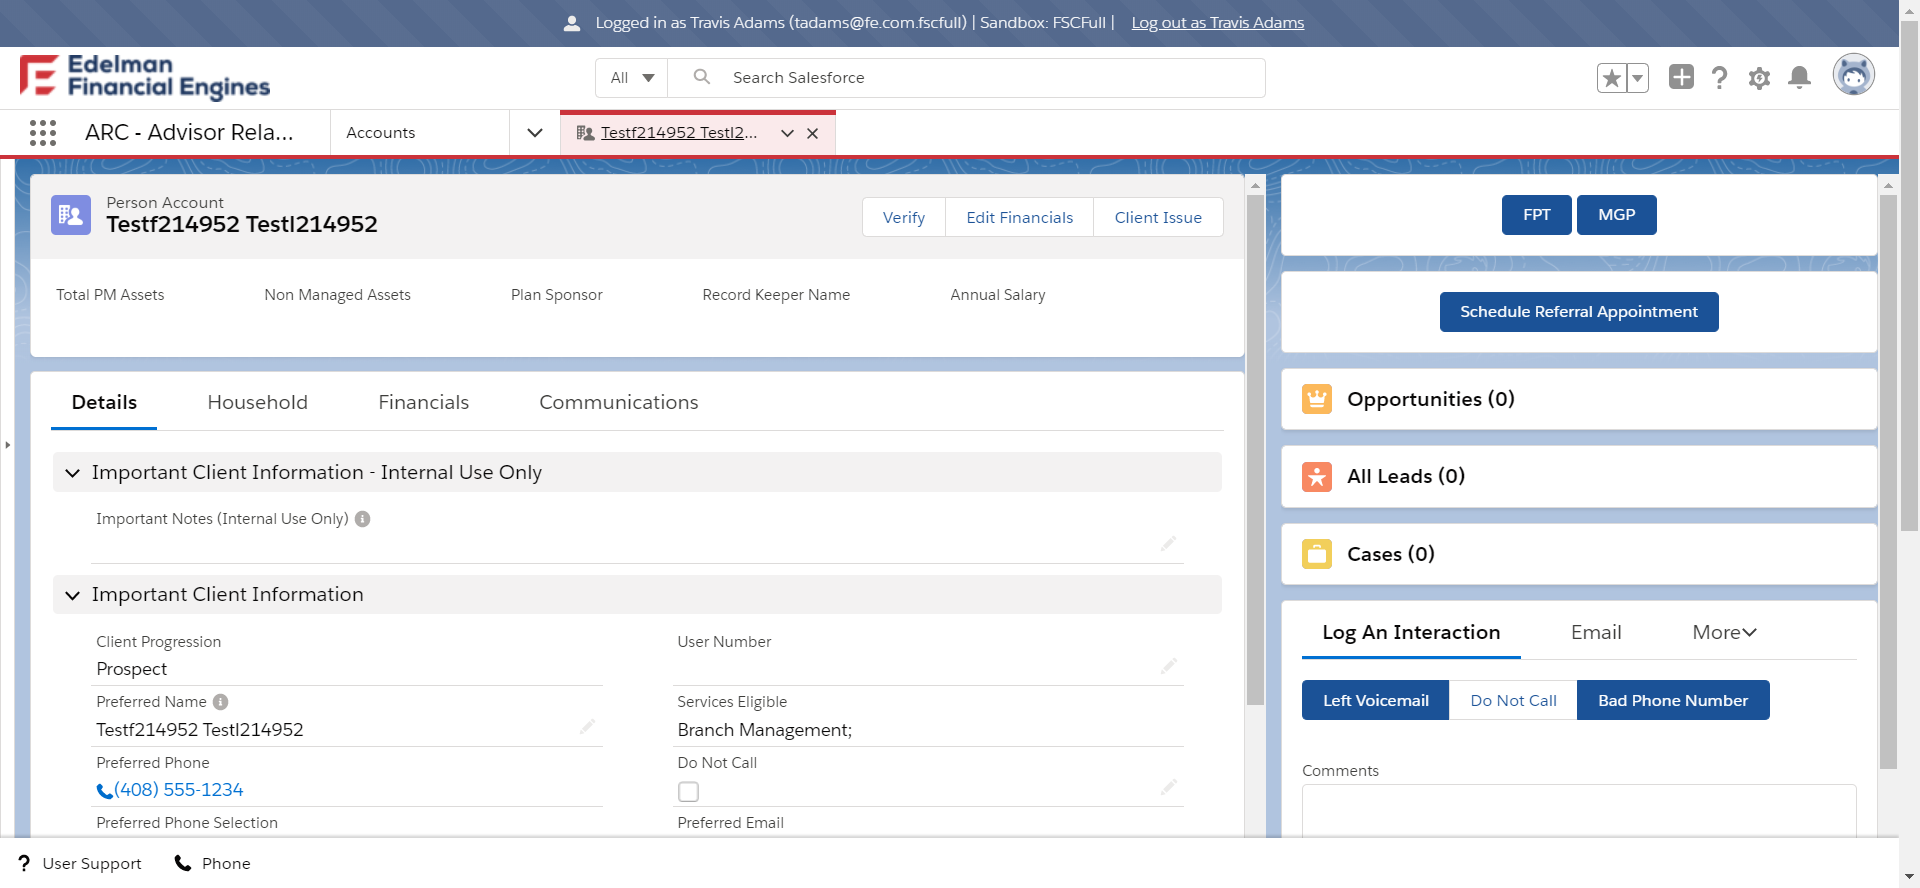 Logged in as Travis Adams (tadams@fe.com.fscfull) | Sandbox: FSCFull | Log out as Travis Adams
Edelman
Financial Engines
All
Search Salesforce
ARC - Advisor Rela...
Accounts
Testf214952 Testl2...
Person Account
Testf214952 Testl214952
Verify
Edit Financials
Client Issue
Total PM Assets
Non Managed Assets
Plan Sponsor
Record Keeper Name
Annual Salary
Details
Household
Financials
Communications
Important Client Information - Internal Use Only
Important Notes (Internal Use Only)
Important Client Information
Client Progression
Prospect
User Number
Preferred Name
Testf214952 Testl214952
Services Eligible
Branch Management;
Preferred Phone
(408) 555-1234
Do Not Call
Preferred Phone Selection
Preferred Email
FPT
MGP
Schedule Referral Appointment
Opportunities (0)
All Leads (0)
Cases (0)
Log An Interaction
Email
More
Left Voicemail
Do Not Call
Bad Phone Number
Comments
? User Support
Phone